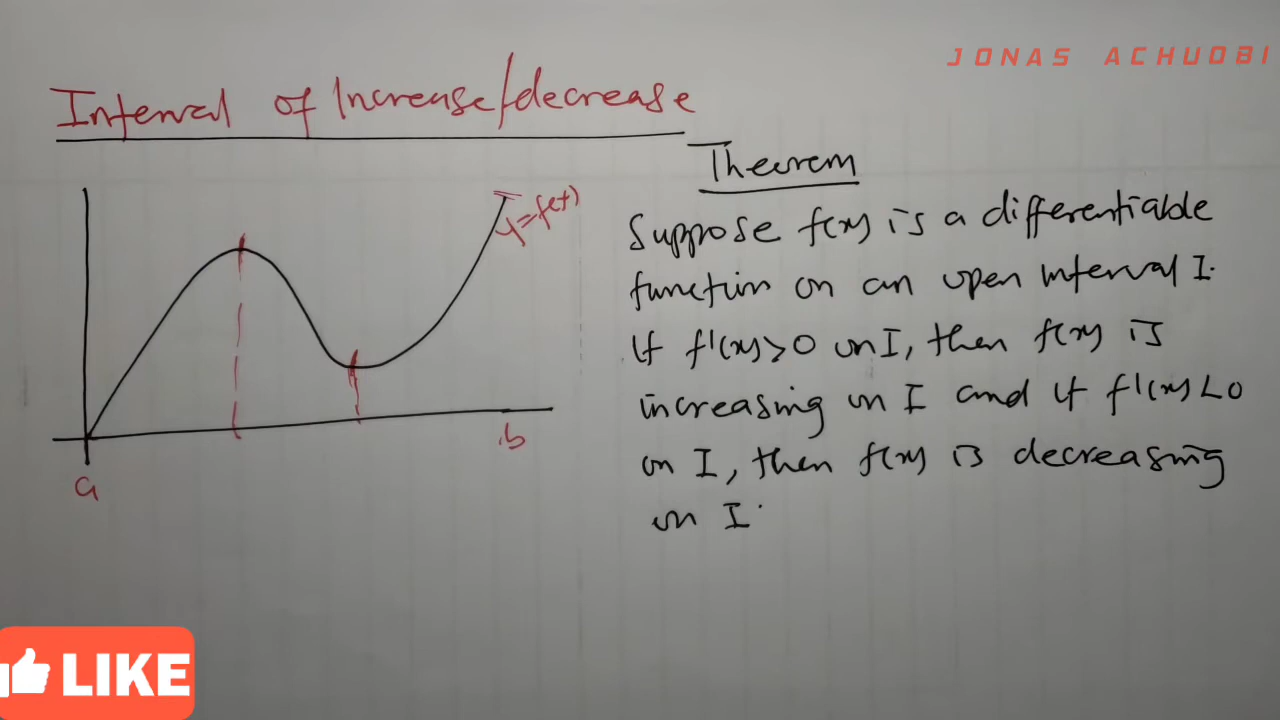 JONAS ACHUOBI
Interval of Increase/decrease
Theorem
Suppose f(x) is a differentiable
function on an open interval I.
If f'(x)>0 on I, then f(x) is
increasing on I and if f'(x)<0
on I, then f(x) is decreasing
on I.
y=f(x)
a
b
LIKE